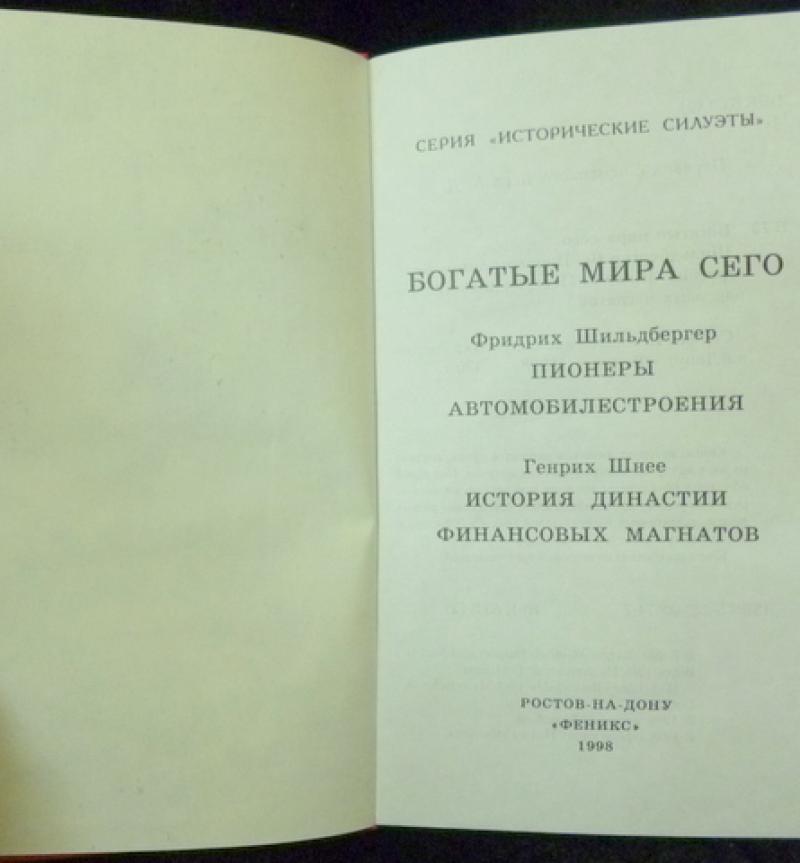 СЕРИЯ «ИСТОРИЧЕСКИЕ СИЛУЭТЫ»
БОГАТЫЕ МИРА СЕГО
Фридрих Шильдбергер
ПИОНЕРЫ
АВТОМОБИЛЕСТРОЕНИЯ
Генрих Шнее
ИСТОРИЯ ДИНАСТИИ
ФИНАНСОВЫХ МАГНАТОВ
РОСТОВ-НА-ДОНУ
«ФЕНИКС»
1998